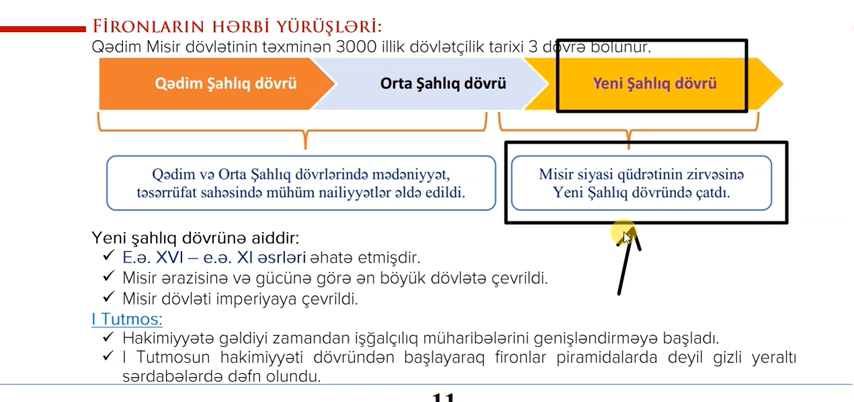 FİRONLARIN HƏRBİ YÜRÜŞLƏRİ:
Qədim Misir dövlətinin təxminən 3000 illik dövlətçilik tarixi 3 dövrə bölünür.
Qədim Şahlıq dövrü
Orta Şahlıq dövrü
Yeni Şahlıq dövrü
Qədim və Orta Şahlıq dövrlərində mədəniyyət,
təsərrüfat sahəsində mühüm nailiyyətlər əldə edildi.
Misir siyasi qüdrətinin zirvəsinə
Yeni Şahlıq dövründə çatdı.
Yeni şahlıq dövrünə aiddir:
✓ E.ə. XVI – e.ə. XI əsrləri əhatə etmişdir.
✓ Misir ərazisinə və gücünə görə ən böyük dövlətə çevrildi.
✓ Misir dövləti imperiyaya çevrildi.
I Tutmos:
✓ Hakimiyyətə gəldiyi zamandan işğalçılıq müharibələrini genişləndirməyə başladı.
✓ I Tutmosun hakimiyyəti dövründən başlayaraq fironlar piramidalarda deyil gizli yeraltı
sərdabələrdə dəfn olundu.
11